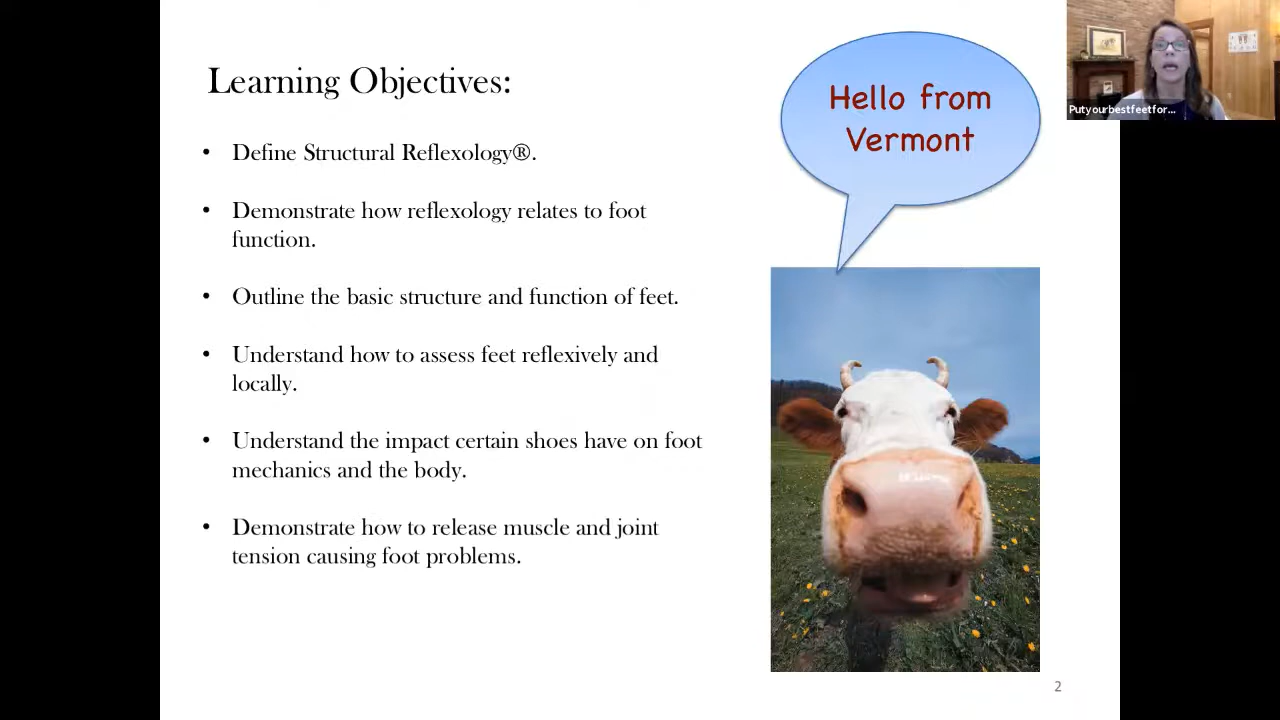 Learning Objectives:
• Define Structural Reflexology®.
• Demonstrate how reflexology relates to foot
function.
• Outline the basic structure and function of feet.
• Understand how to assess feet reflexively and
locally.
• Understand the impact certain shoes have on foot
mechanics and the body.
• Demonstrate how to release muscle and joint
tension causing foot problems.
Hello from
Vermont
Putyourbestfeetfor...
2